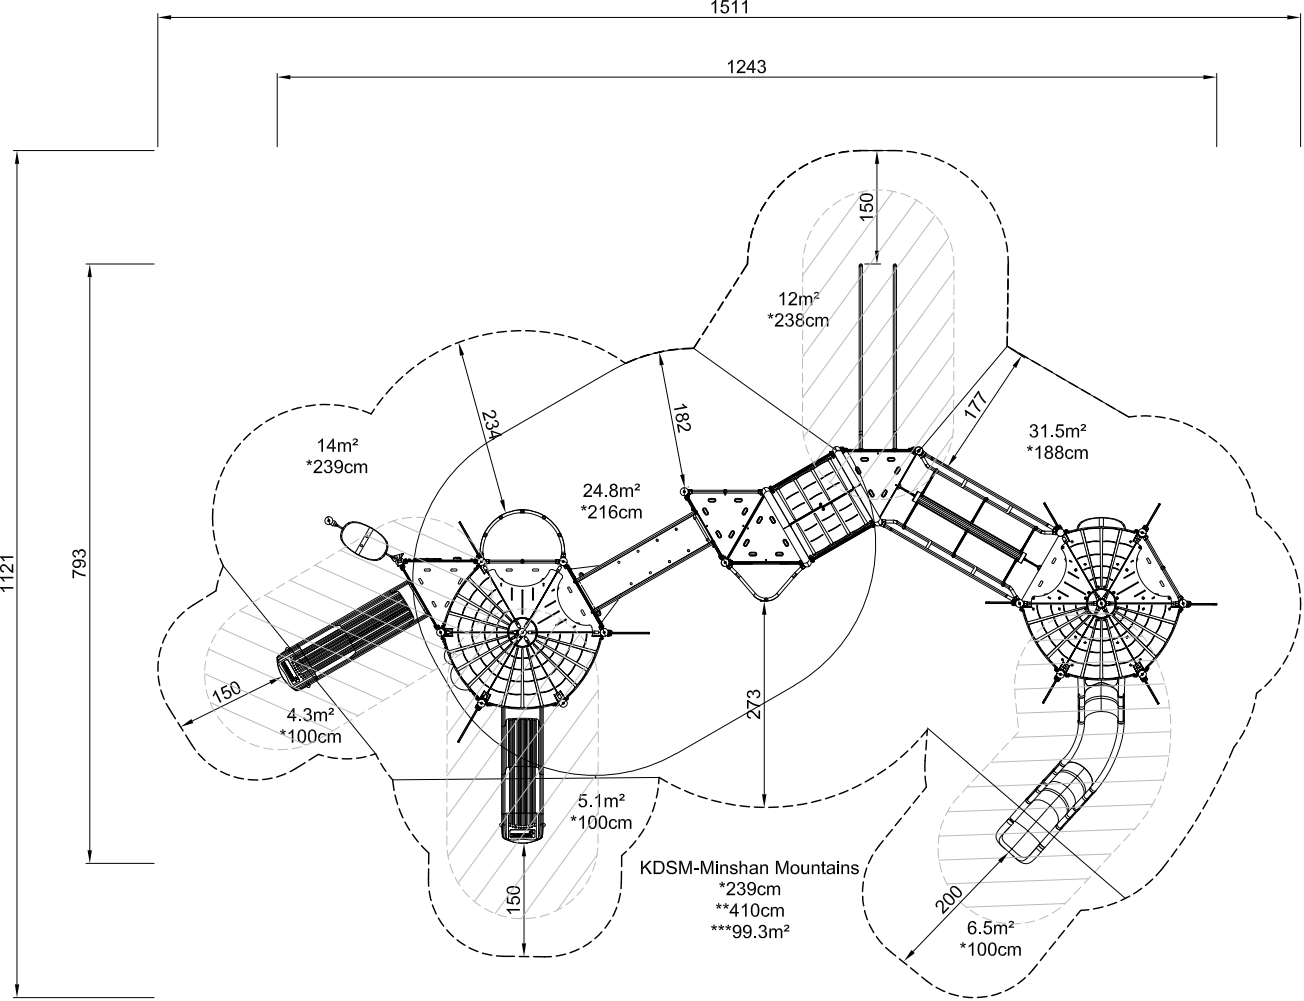 1511
1243
150
12m²
*238cm
177
31.5m²
*188cm
234
182
14m²
*239cm
24.8m²
*216cm
1121
793
150
4.3m²
*100cm
273
5.1m²
*100cm
150
KDSM-Minshan Mountains
*239cm
**410cm
***99.3m²
200
6.5m²
*100cm